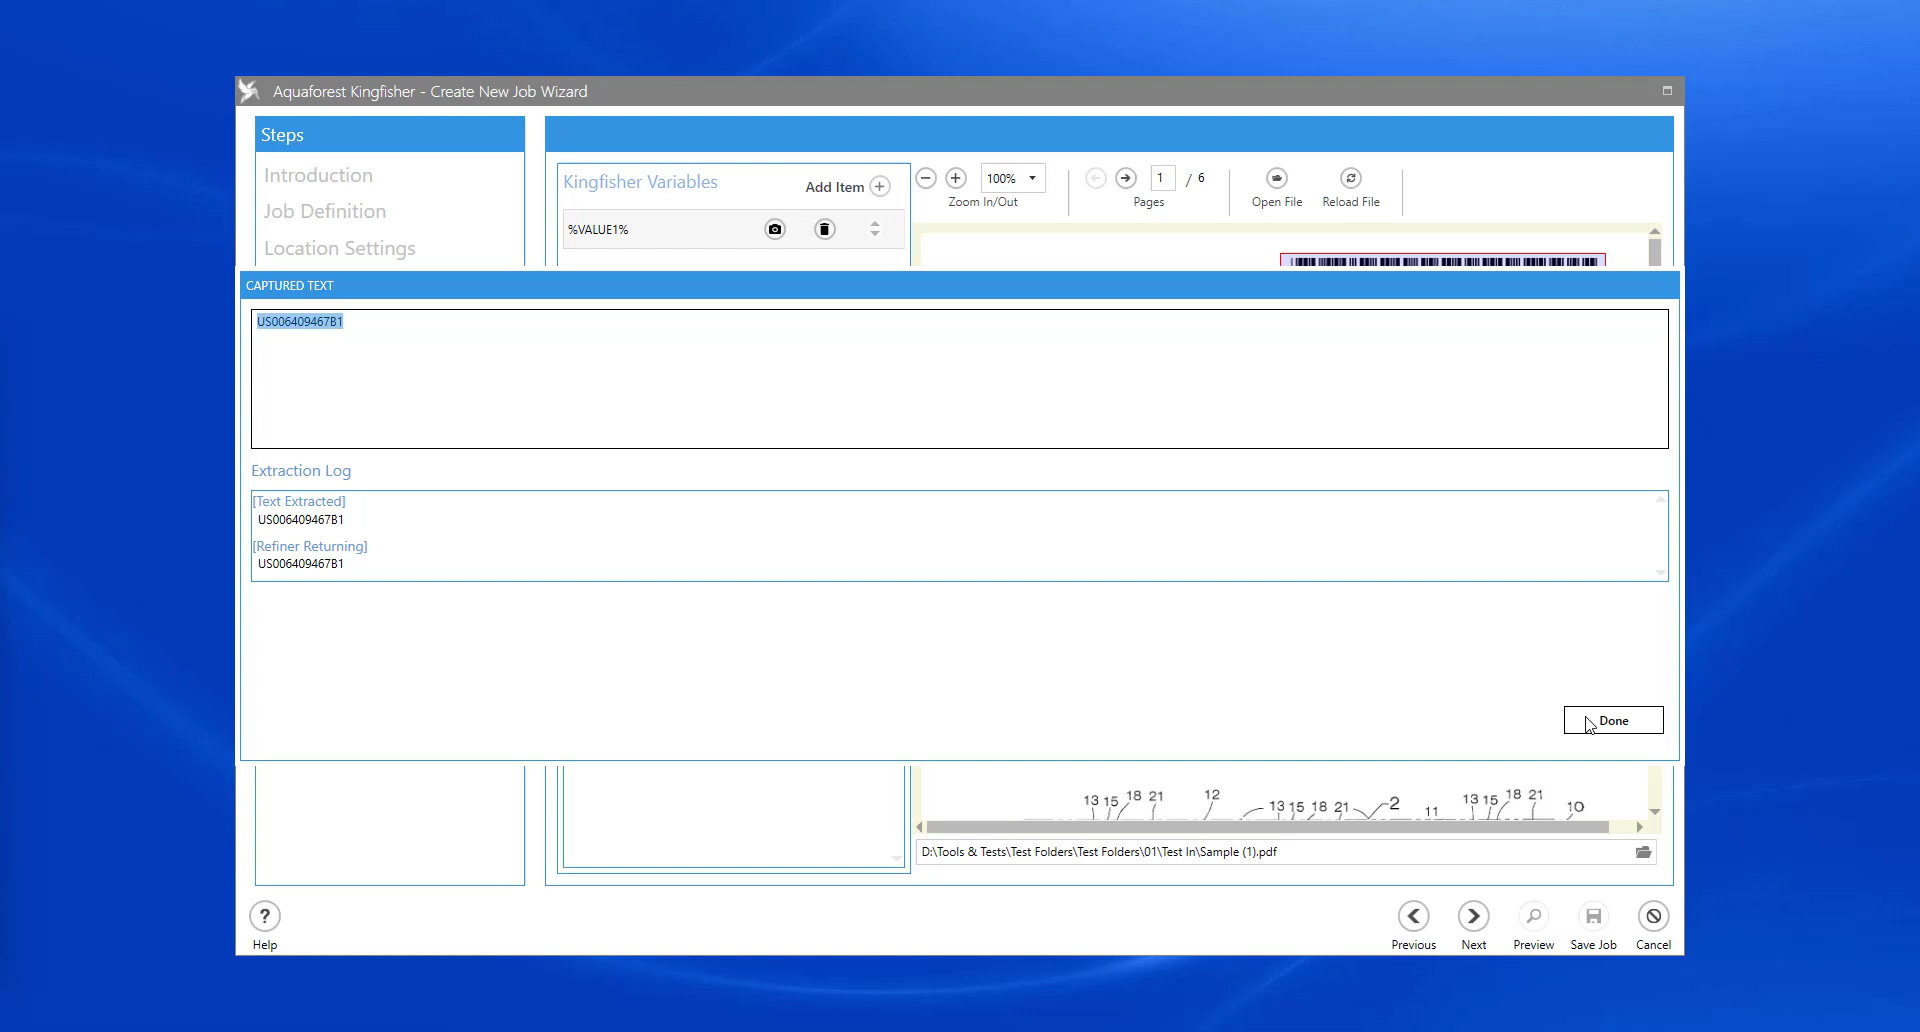 Aquaforest Kingfisher - Create New Job Wizard
Steps
Introduction
Job Definition
Location Settings
Kingfisher Variables
Add Item
%VALUE1%
100%
Zoom In/Out
1 / 6
Pages
Open File
Reload File
CAPTURED TEXT
US006409467B1
Extraction Log
[Text Extracted]
US006409467B1
[Refiner Returning]
US006409467B1
Done
13 15 18 21 12 13 15 18 21 2 11 13 15 18 21 10
D:\Tools & Tests\Test Folders\Test Folders\01\Test In\Sample (1).pdf
?
Help
Previous
Next
Preview
Save Job
Cancel